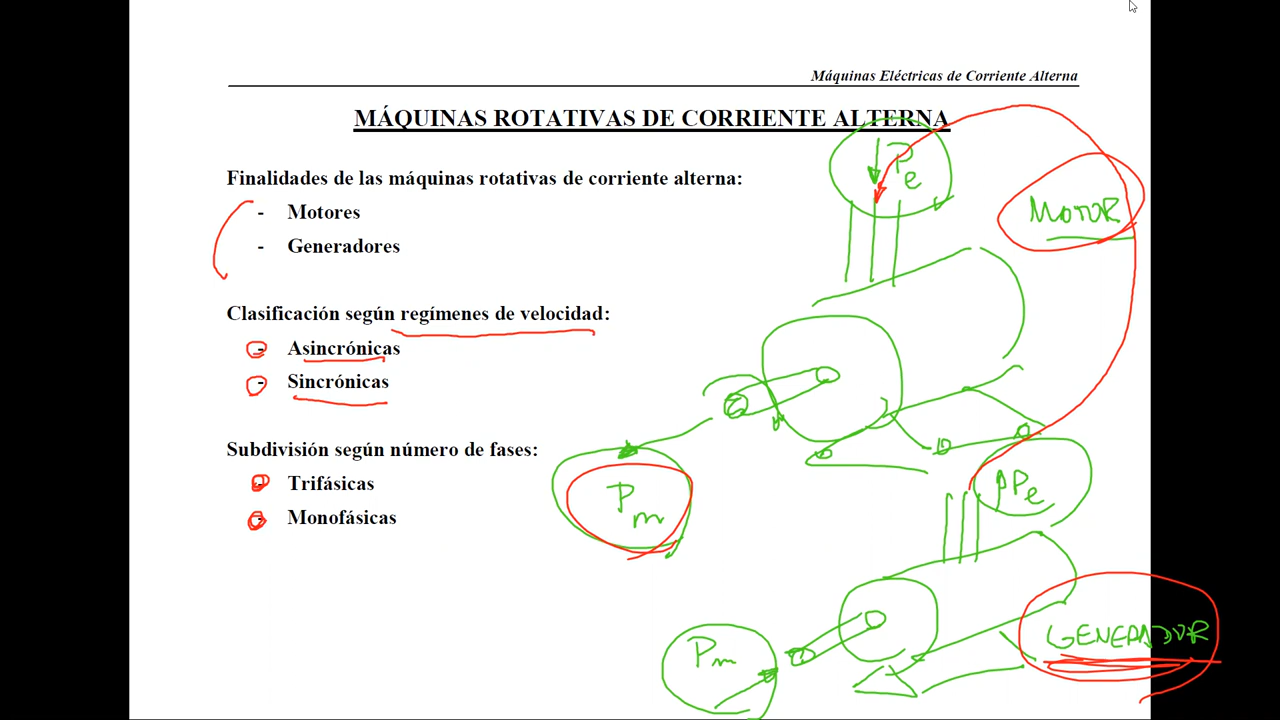 Máquinas Eléctricas de Corriente Alterna
MÁQUINAS ROTATIVAS DE CORRIENTE ALTERNA
Finalidades de las máquinas rotativas de corriente alterna:
- Motores
- Generadores
Clasificación según regímenes de velocidad:
- Asincrónicas
- Sincrónicas
Subdivisión según número de fases:
- Trifásicas
- Monofásicas
Pe
MOTOR
Pm
Pe
GENERADOR
Pm